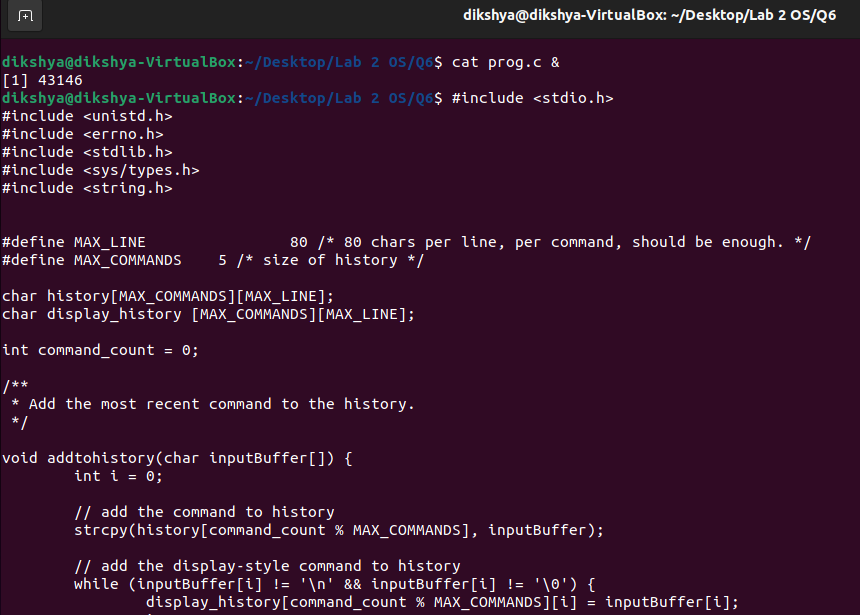 dikshya@dikshya-VirtualBox: ~/Desktop/Lab 2 OS/Q6
dikshya@dikshya-VirtualBox:~/Desktop/Lab 2 OS/Q6$ cat prog.c &
[1] 43146
dikshya@dikshya-VirtualBox:~/Desktop/Lab 2 OS/Q6$ #include <stdio.h>
#include <unistd.h>
#include <errno.h>
#include <stdlib.h>
#include <sys/types.h>
#include <string.h>
#define MAX_LINE                80 /* 80 chars per line, per command, should be enough. */
#define MAX_COMMANDS    5 /* size of history */
char history[MAX_COMMANDS][MAX_LINE];
char display_history [MAX_COMMANDS][MAX_LINE];
int command_count = 0;
/**
 * Add the most recent command to the history.
 */
void addtohistory(char inputBuffer[]) {
        int i = 0;
        // add the command to history
        strcpy(history[command_count % MAX_COMMANDS], inputBuffer);
        // add the display-style command to history
        while (inputBuffer[i] != '\n' && inputBuffer[i] != '\0') {
                display_history[command_count % MAX_COMMANDS][i] = inputBuffer[i];